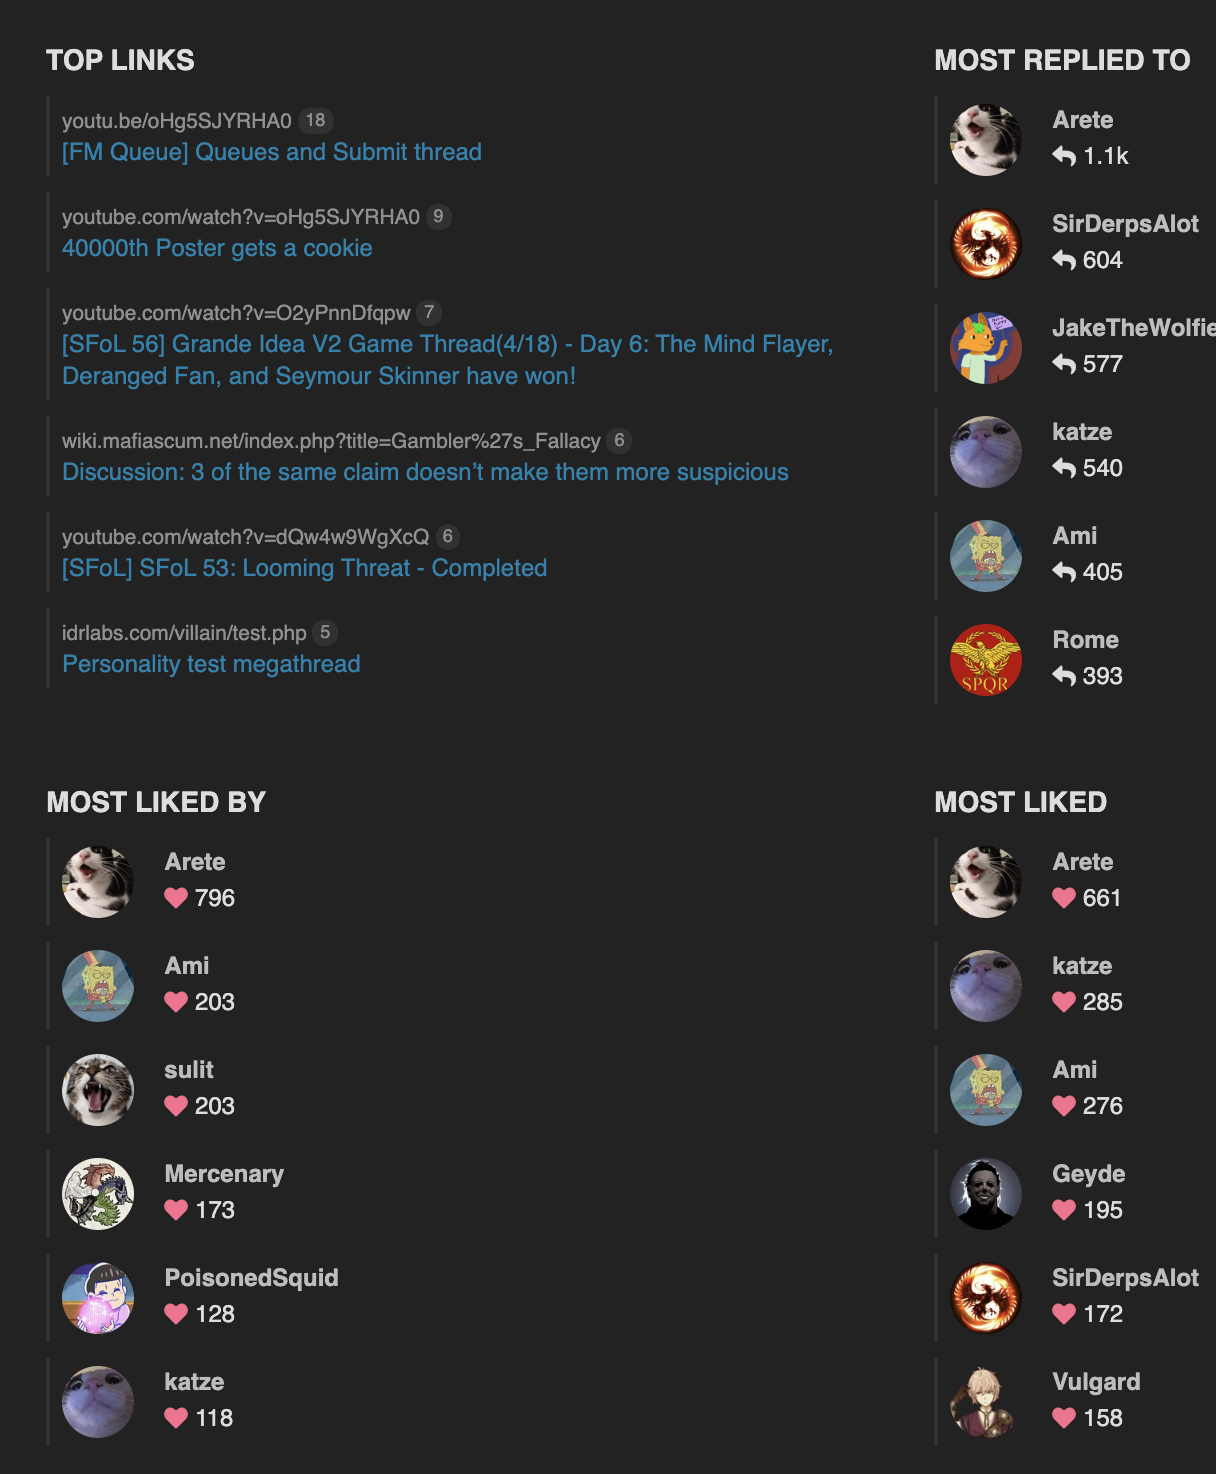 TOP LINKS
youtu.be/oHg5SJYRHA0 18
[FM Queue] Queues and Submit thread
youtube.com/watch?v=oHg5SJYRHA0 9
40000th Poster gets a cookie
youtube.com/watch?v=O2yPnnDfqpw 7
[SFoL 56] Grande Idea V2 Game Thread(4/18) - Day 6: The Mind Flayer,
Deranged Fan, and Seymour Skinner have won!
wiki.mafiascum.net/index.php?title=Gambler%27s_Fallacy 6
Discussion: 3 of the same claim doesn’t make them more suspicious
youtube.com/watch?v=dQw4w9WgXcQ 6
[SFoL] SFoL 53: Looming Threat - Completed
idrlabs.com/villain/test.php 5
Personality test megathread
MOST REPLIED TO
Arete
1.1k
SirDerpsAlot
604
JakeTheWolfie
577
katze
540
Ami
405
SPQR
Rome
393
MOST LIKED BY
Arete
796
Ami
203
sulit
203
Mercenary
173
PoisonedSquid
128
katze
118
MOST LIKED
Arete
661
katze
285
Ami
276
Geyde
195
SirDerpsAlot
172
Vulgard
158